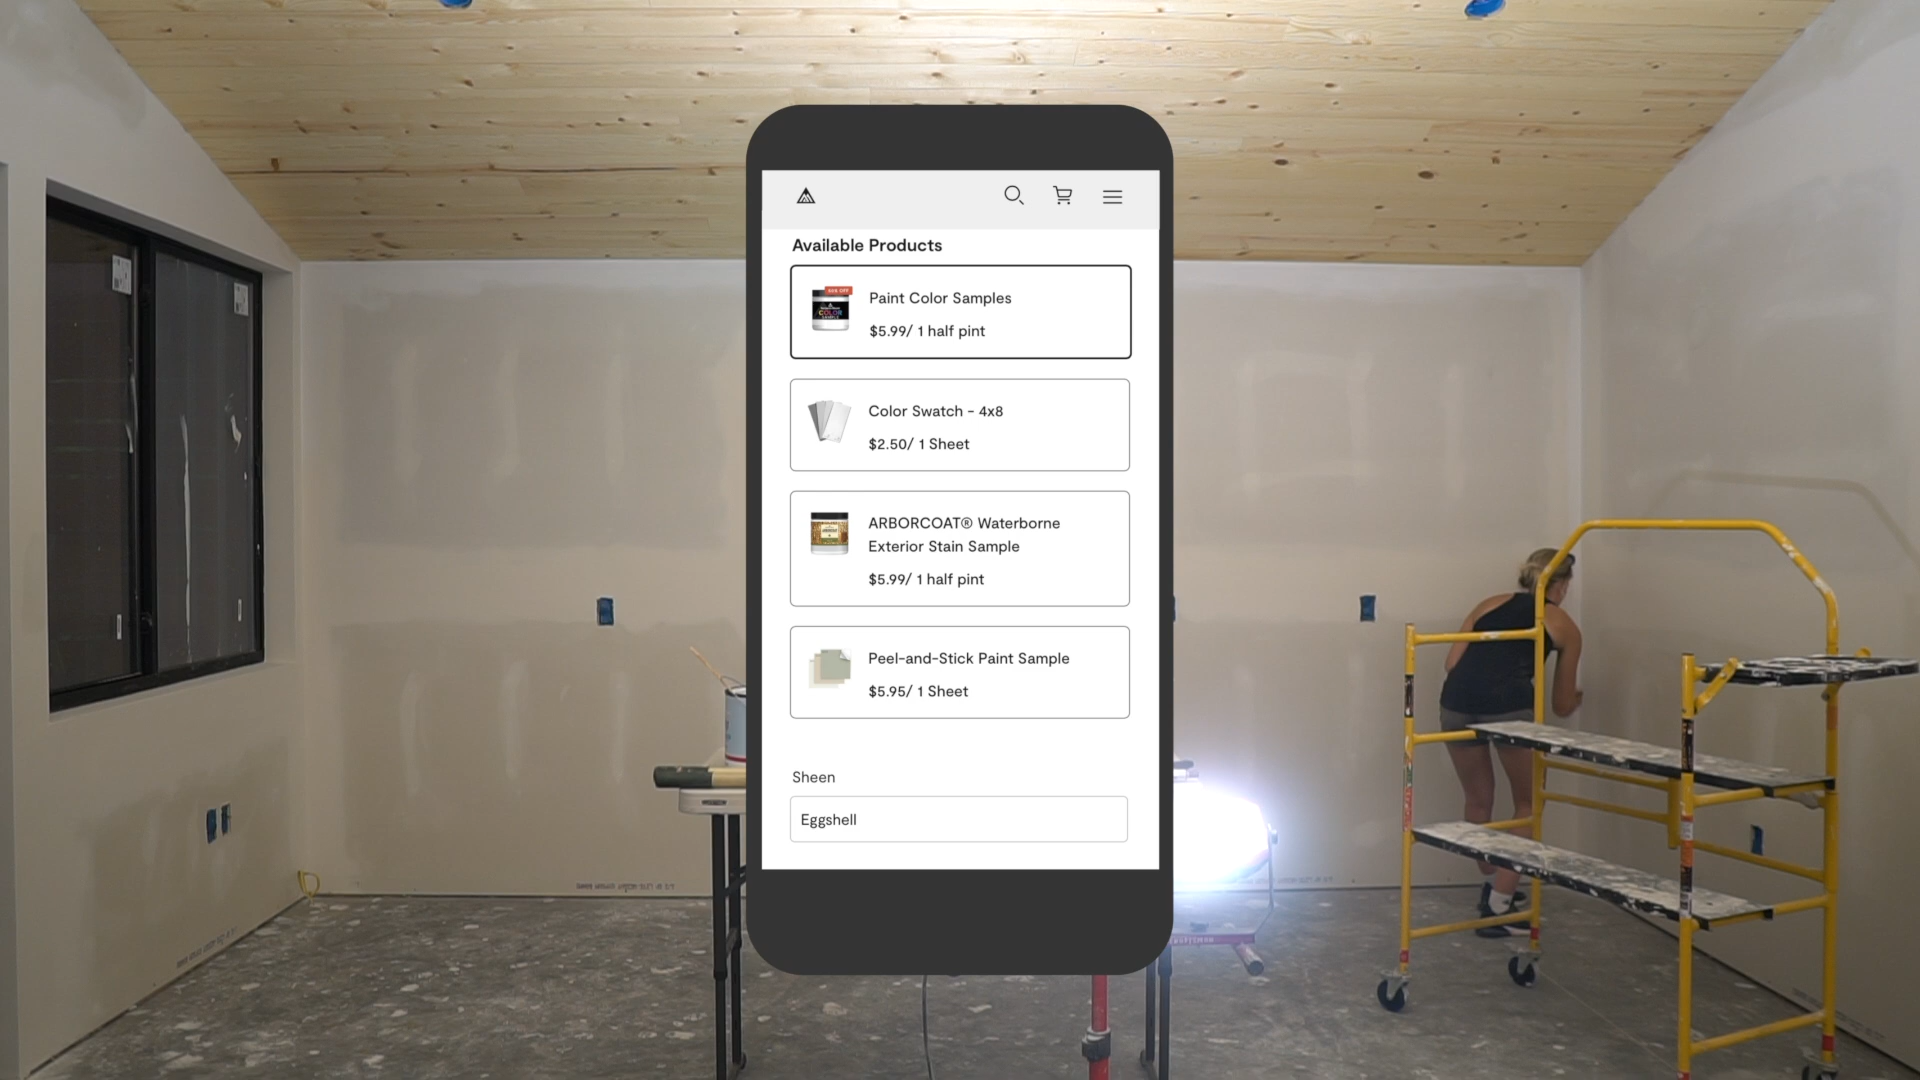 Available Products
Paint Color Samples
$5.99/ 1 half pint
Color Swatch - 4x8
$2.50/ 1 Sheet
ARBORCOAT® Waterborne
Exterior Stain Sample
$5.99/ 1 half pint
Peel-and-Stick Paint Sample
$5.95/ 1 Sheet
Sheen
Eggshell